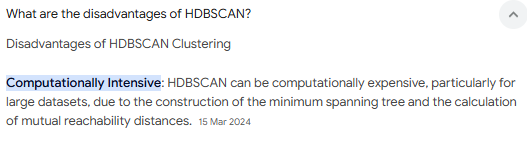 What are the disadvantages of HDBSCAN?
Disadvantages of HDBSCAN Clustering
Computationally Intensive: HDBSCAN can be computationally expensive, particularly for
large datasets, due to the construction of the minimum spanning tree and the calculation
of mutual reachability distances. 15 Mar 2024